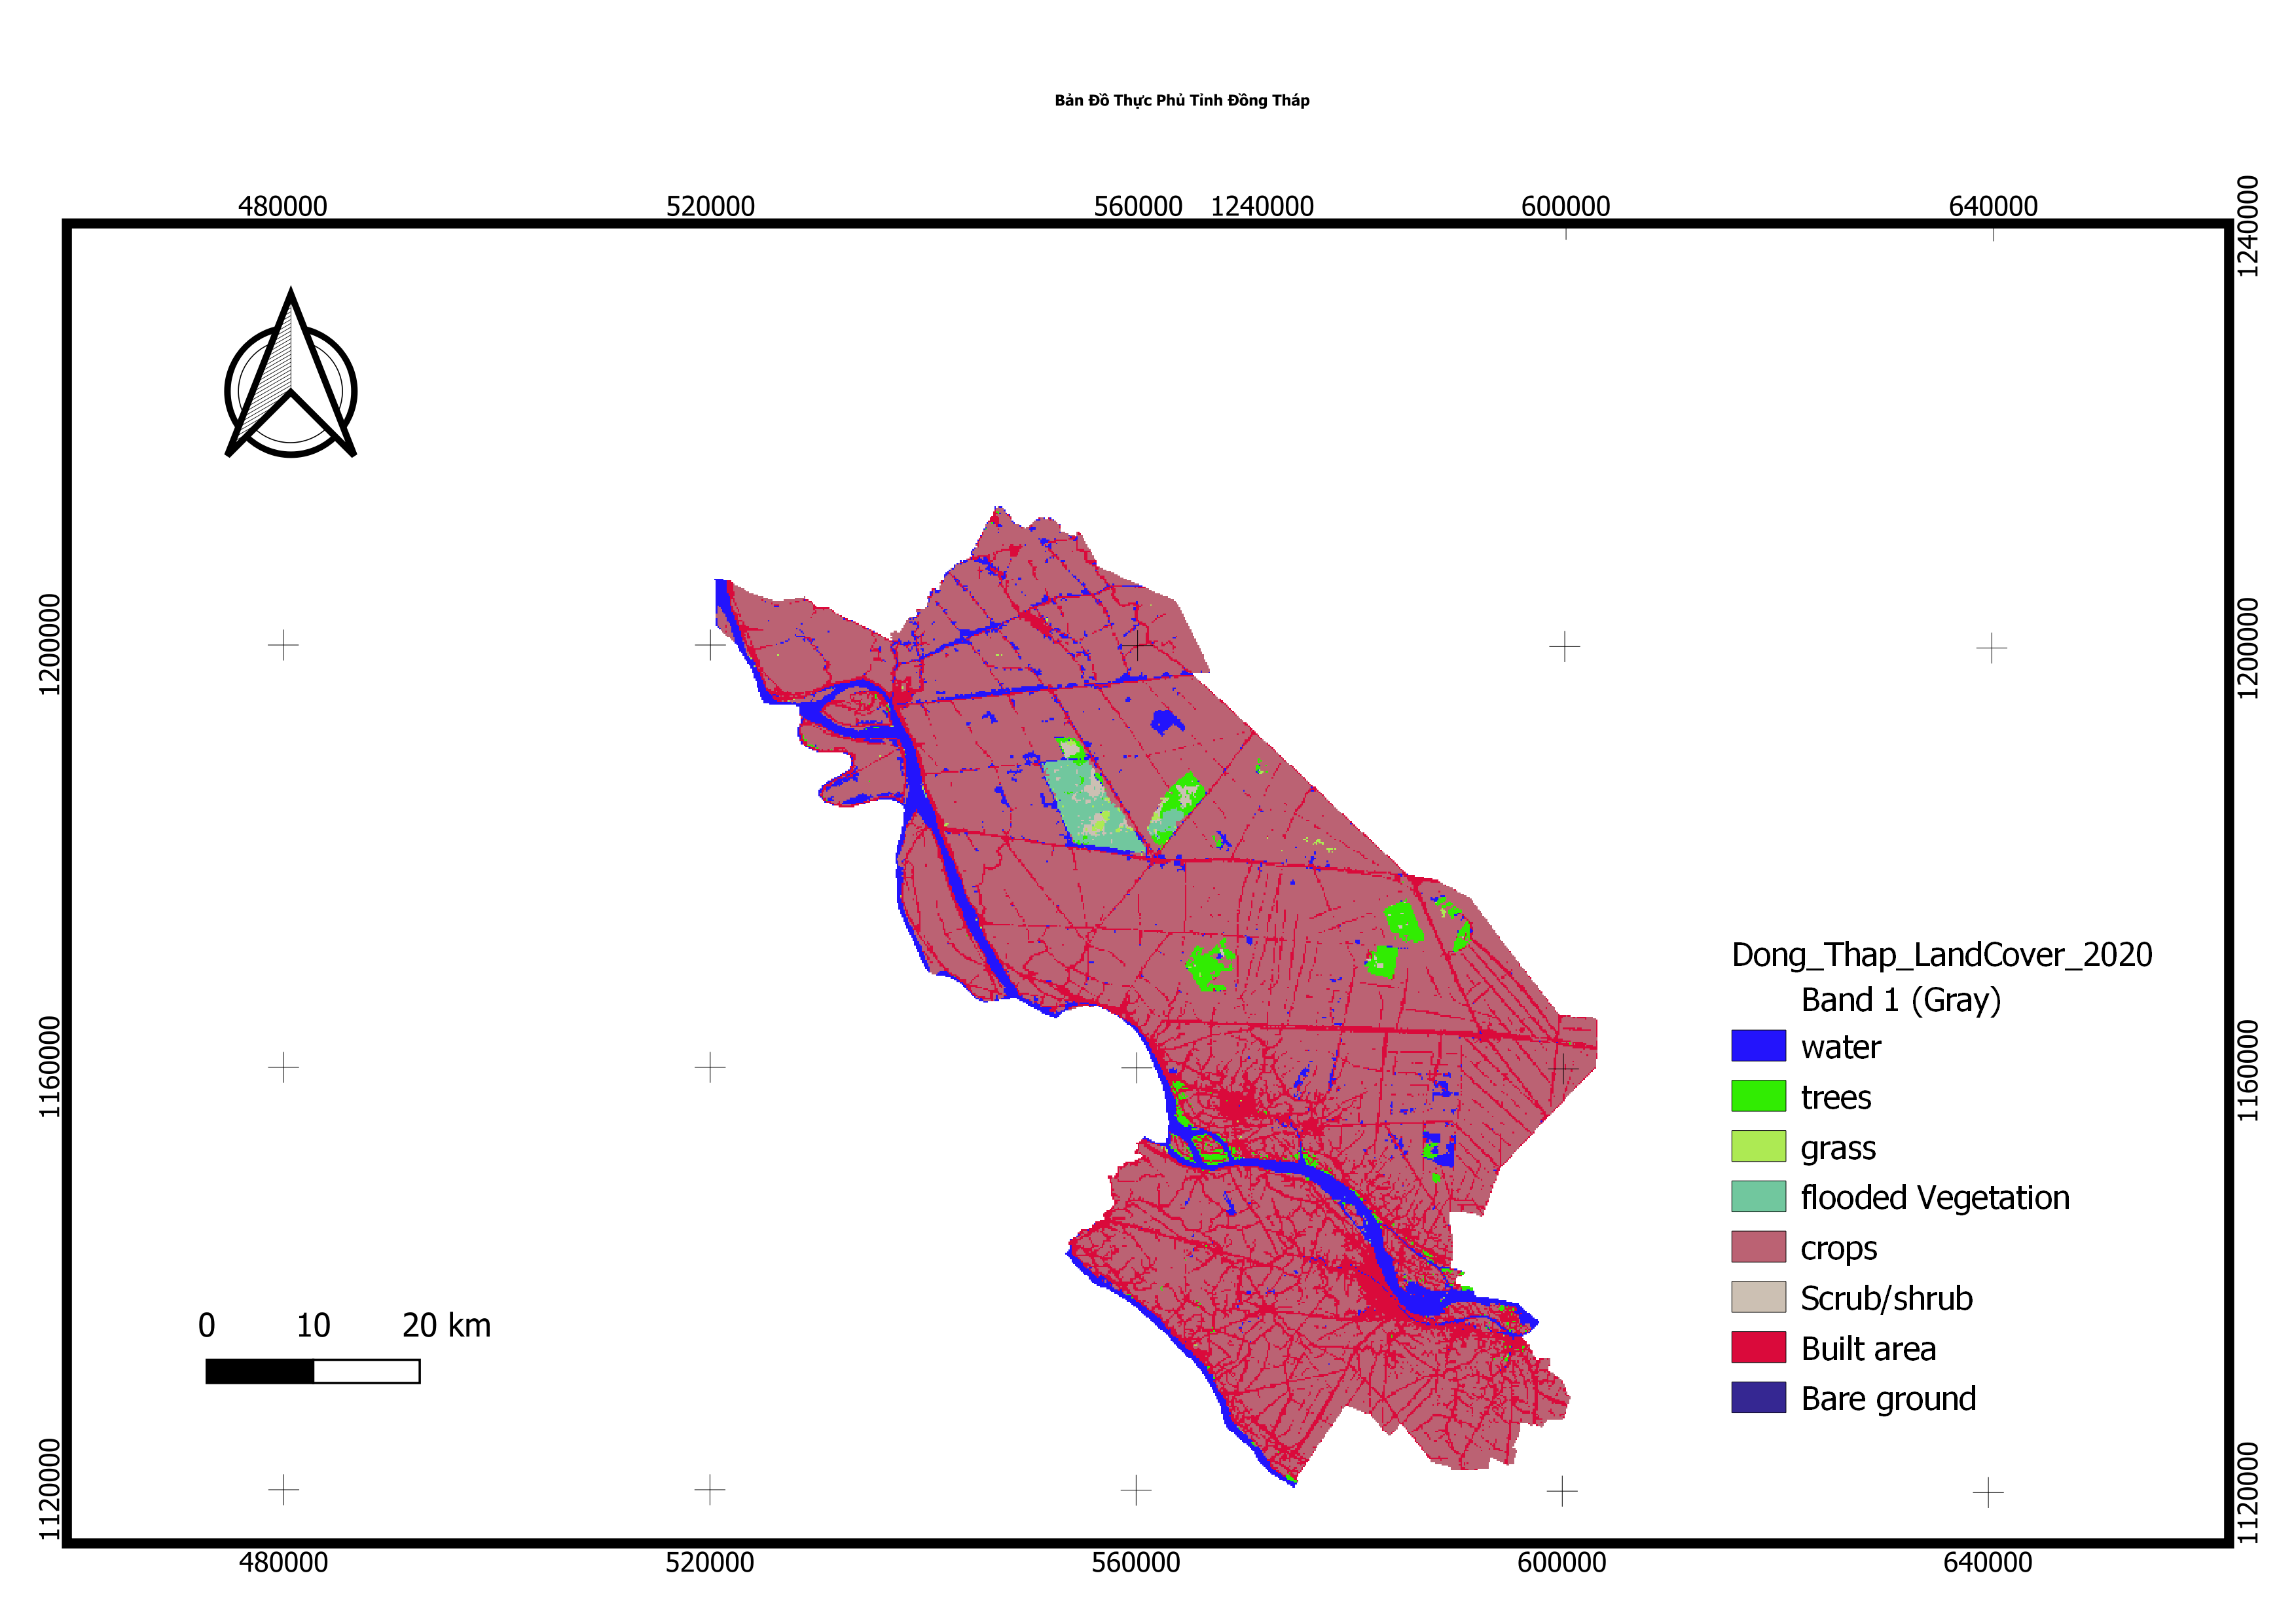 Bản Đồ Thực Phủ Tỉnh Đồng Tháp
480000 520000 560000 1240000 600000 640000
1240000
1200000
1200000
Dong_Thap_LandCover_2020
Band 1 (Gray)
water
trees
grass
flooded Vegetation
crops
Scrub/shrub
Built area
Bare ground
1160000
1160000
0 10 20 km
1120000
1120000
480000 520000 560000 600000 640000